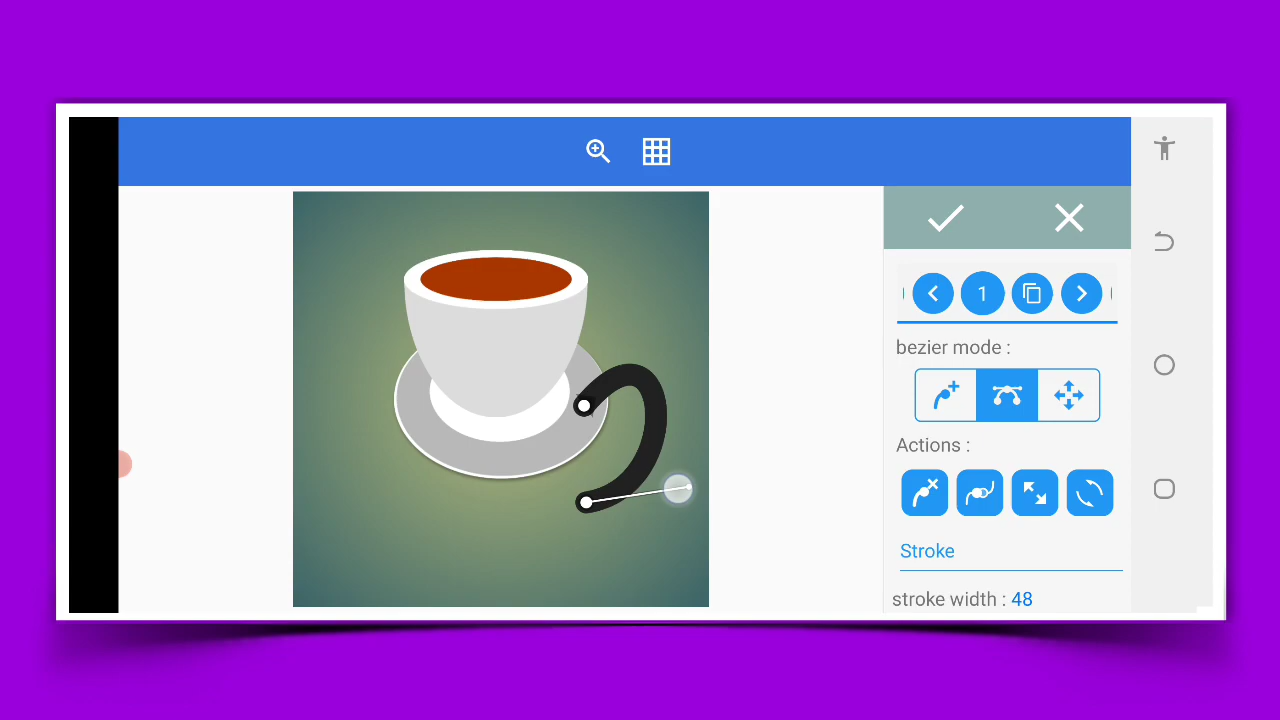 1
bezier mode :
Actions :
Stroke
stroke width : 48